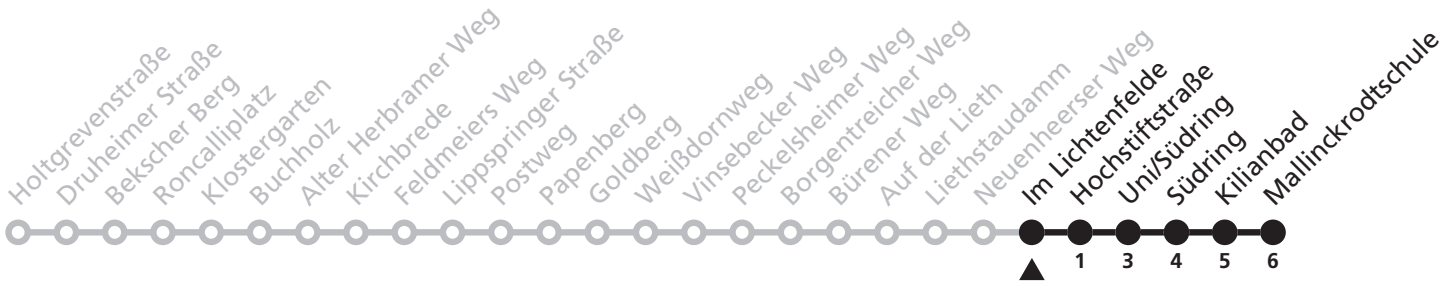 Holtgrevenstraße
Druheimer Straße
Bekscher Berg
Roncalliplatz
Klostergarten
Buchholz
Alter Herbramer Weg
Kirchbrede
Feldmeiers Weg
Lippspringer Straße
Postweg
Papenberg
Goldberg
Weißdornweg
Vinsebecker Weg
Peckelsheimer Weg
Borgentreicher Weg
Bürener Weg
Auf der Lieth
Liethstaudamm
Neuenheerser Weg
Im Lichtenfelde
Hochstiftstraße
Uni/Südring
Südring
Kilianbad
Mallinckrodtschule
1 3 4 5 6